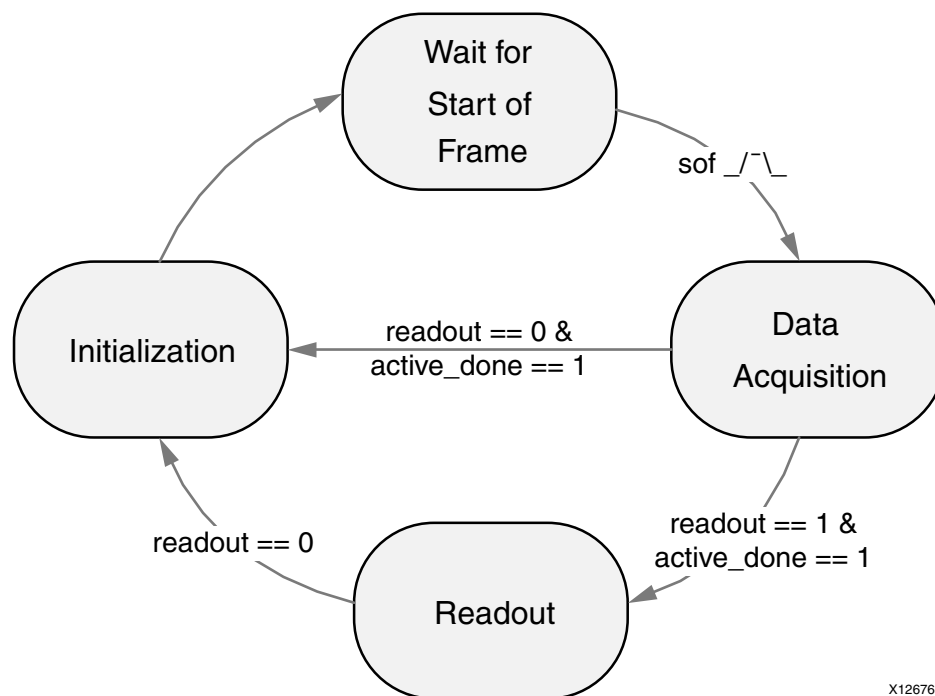 Wait for
Start of
Frame
sof _/¯\_
Initialization
readout == 0 &
active_done == 1
Data
Acquisition
readout == 0
readout == 1 &
active_done == 1
Readout
X12676